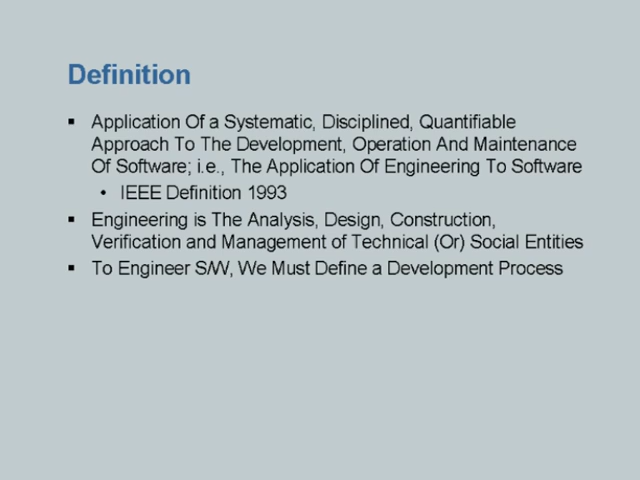 Definition
▪ Application Of a Systematic, Disciplined, Quantifiable
Approach To The Development, Operation And Maintenance
Of Software; i.e., The Application Of Engineering To Software
• IEEE Definition 1993
▪ Engineering is The Analysis, Design, Construction,
Verification and Management of Technical (Or) Social Entities
▪ To Engineer S/W, We Must Define a Development Process